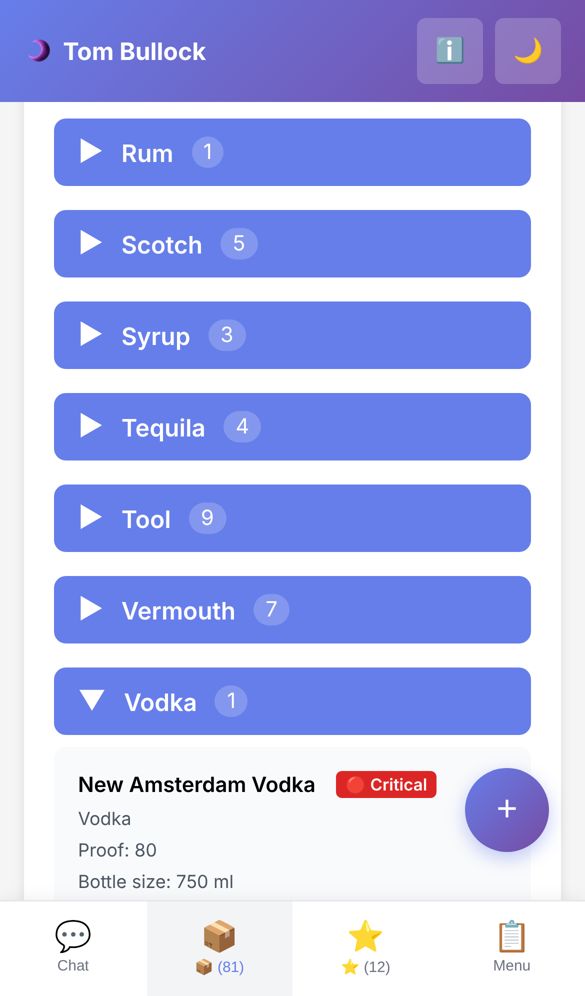 Tom Bullock
Rum 1
Scotch 5
Syrup 3
Tequila 4
Tool 9
Vermouth 7
Vodka 1
New Amsterdam Vodka Critical
Vodka
Proof: 80
Bottle size: 750 ml
+
Chat
(81)
(12)
Menu